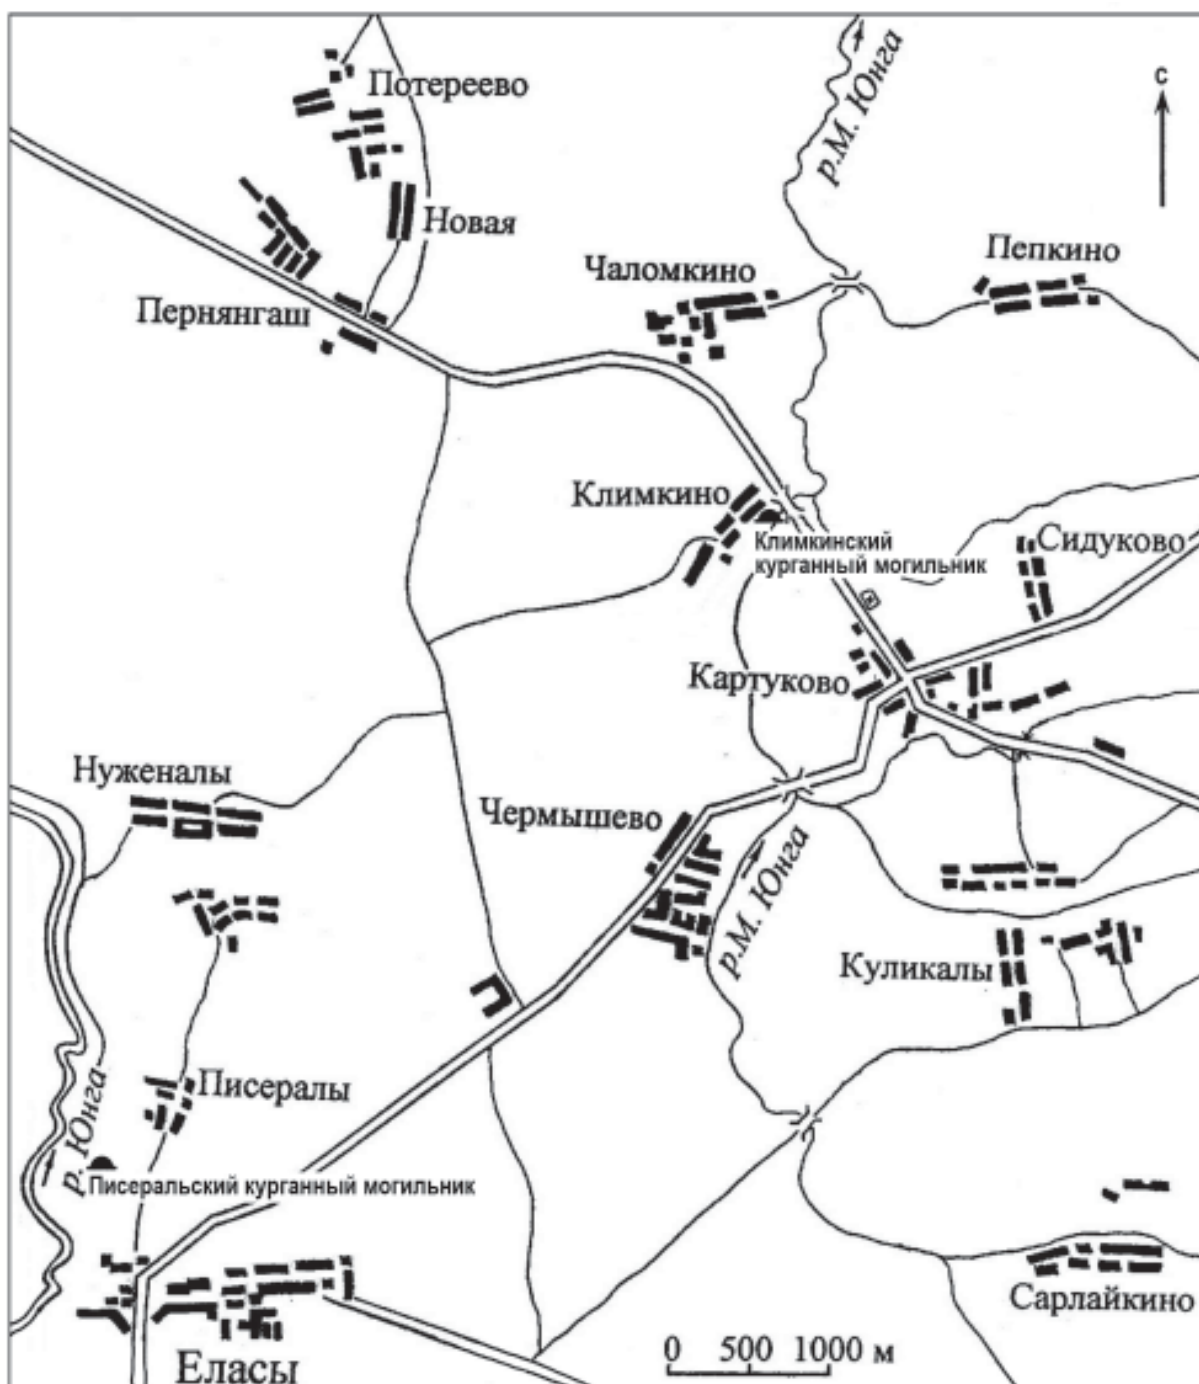 Потереево
р.М. Юнга
С
Новая
Пернянгаш
Чаломкино
Пепкино
Климкино
Климкинский
курганный могильник
Сидуково
Картуково
Нуженалы
Чермышево
р.М. Юнга
Куликалы
Писералы
р. Юнга
Писеральский курганный могильник
Сарлайкино
Еласы
0 500 1000 м